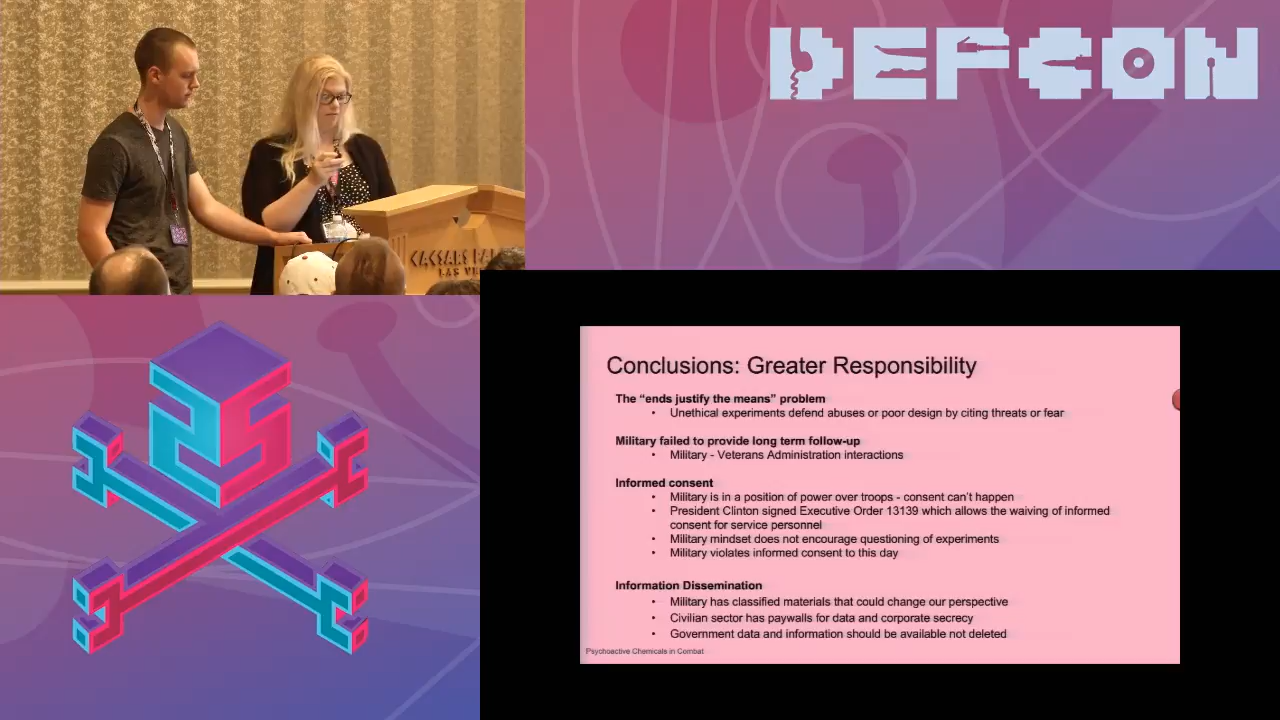 DEFCON
CAESARS PA
LAS VE
25
Conclusions: Greater Responsibility
The “ends justify the means” problem
• Unethical experiments defend abuses or poor design by citing threats or fear
Military failed to provide long term follow-up
• Military - Veterans Administration interactions
Informed consent
• Military is in a position of power over troops - consent can't happen
• President Clinton signed Executive Order 13139 which allows the waiving of informed
consent for service personnel
• Military mindset does not encourage questioning of experiments
• Military violates informed consent to this day
Information Dissemination
• Military has classified materials that could change our perspective
• Civilian sector has paywalls for data and corporate secrecy
• Government data and information should be available not deleted
Psychoactive Chemicals in Combat